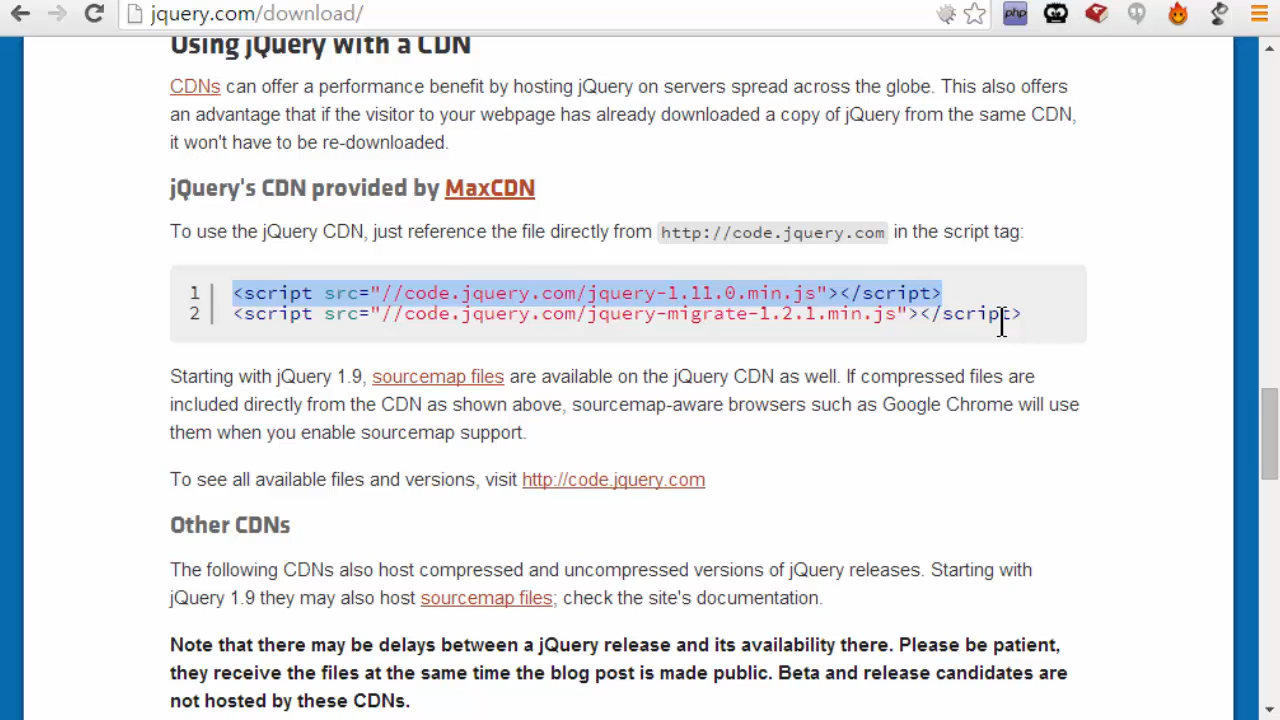 jquery.com/download/
php
Using jQuery with a CDN
CDNs can offer a performance benefit by hosting jQuery on servers spread across the globe. This also offers
an advantage that if the visitor to your webpage has already downloaded a copy of jQuery from the same CDN,
it won't have to be re-downloaded.
jQuery's CDN provided by MaxCDN
To use the jQuery CDN, just reference the file directly from http://code.jquery.com in the script tag:
1 <script src="//code.jquery.com/jquery-1.11.0.min.js"></script>
2 <script src="//code.jquery.com/jquery-migrate-1.2.1.min.js"></script>
Starting with jQuery 1.9, sourcemap files are available on the jQuery CDN as well. If compressed files are
included directly from the CDN as shown above, sourcemap-aware browsers such as Google Chrome will use
them when you enable sourcemap support.
To see all available files and versions, visit http://code.jquery.com
Other CDNs
The following CDNs also host compressed and uncompressed versions of jQuery releases. Starting with
jQuery 1.9 they may also host sourcemap files; check the site's documentation.
Note that there may be delays between a jQuery release and its availability there. Please be patient,
they receive the files at the same time the blog post is made public. Beta and release candidates are
not hosted by these CDNs.